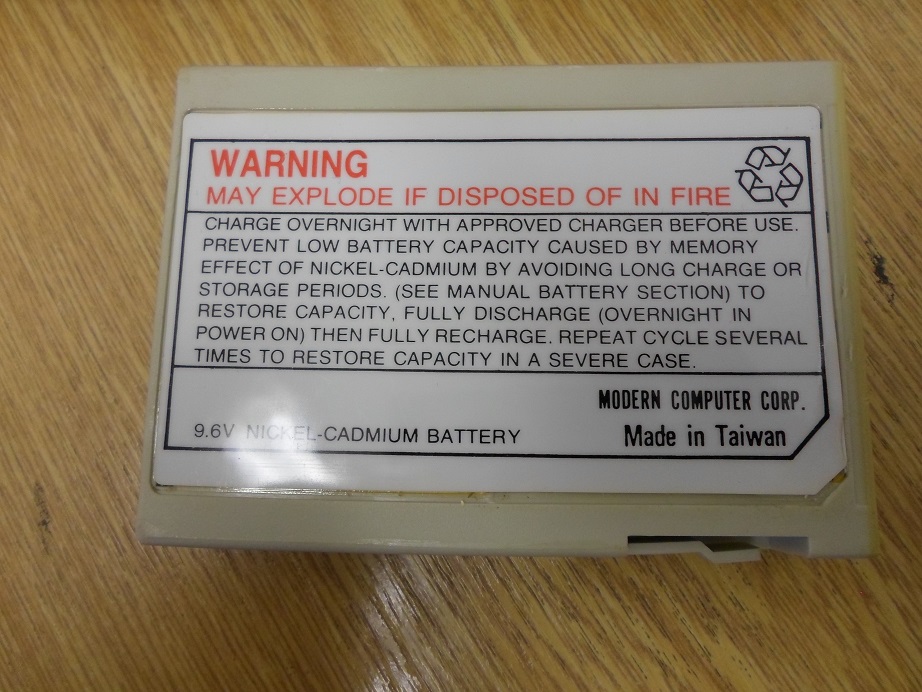 WARNING
MAY EXPLODE IF DISPOSED OF IN FIRE
CHARGE OVERNIGHT WITH APPROVED CHARGER BEFORE USE.
PREVENT LOW BATTERY CAPACITY CAUSED BY MEMORY
EFFECT OF NICKEL-CADMIUM BY AVOIDING LONG CHARGE OR
STORAGE PERIODS. (SEE MANUAL BATTERY SECTION) TO
RESTORE CAPACITY, FULLY DISCHARGE (OVERNIGHT IN
POWER ON) THEN FULLY RECHARGE. REPEAT CYCLE SEVERAL
TIMES TO RESTORE CAPACITY IN A SEVERE CASE.
MODERN COMPUTER CORP.
9.6V NICKEL-CADMIUM BATTERY
Made in Taiwan